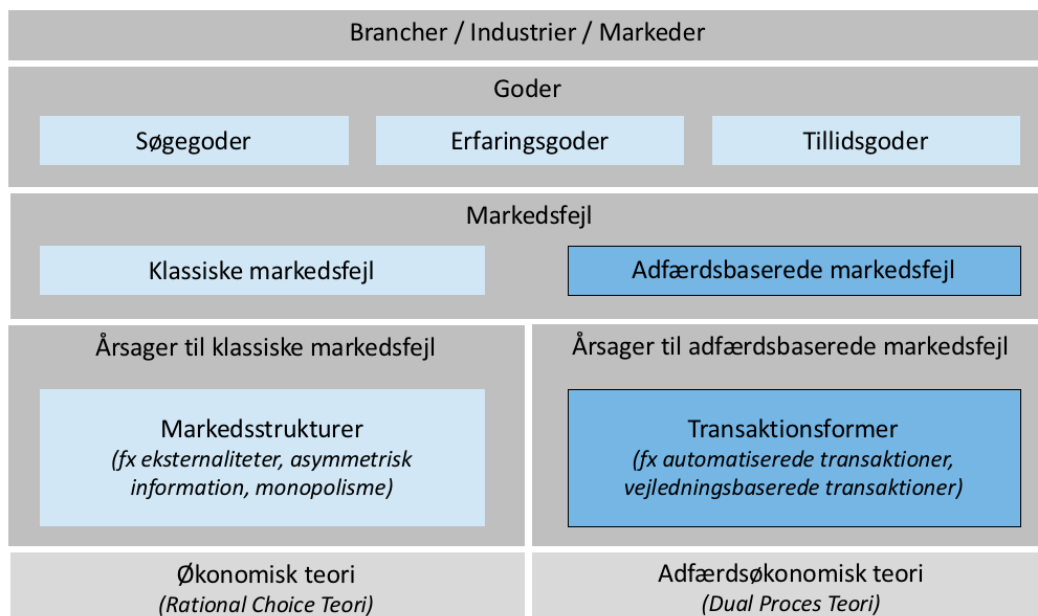 Brancher / Industrier / Markeder
Goder
Søgegoder
Erfaringsgoder
Tillidsgoder
Markedsfejl
Klassiske markedsfejl
Adfærdsbaserede markedsfejl
Årsager til klassiske markedsfejl
Markedsstrukturer
(fx eksternaliteter, asymmetrisk
information, monopolisme)
Årsager til adfærdsbaserede markedsfejl
Transaktionsformer
(fx automatiserede transaktioner,
vejledningsbaserede transaktioner)
Økonomisk teori
(Rational Choice Teori)
Adfærdsøkonomisk teori
(Dual Proces Teori)